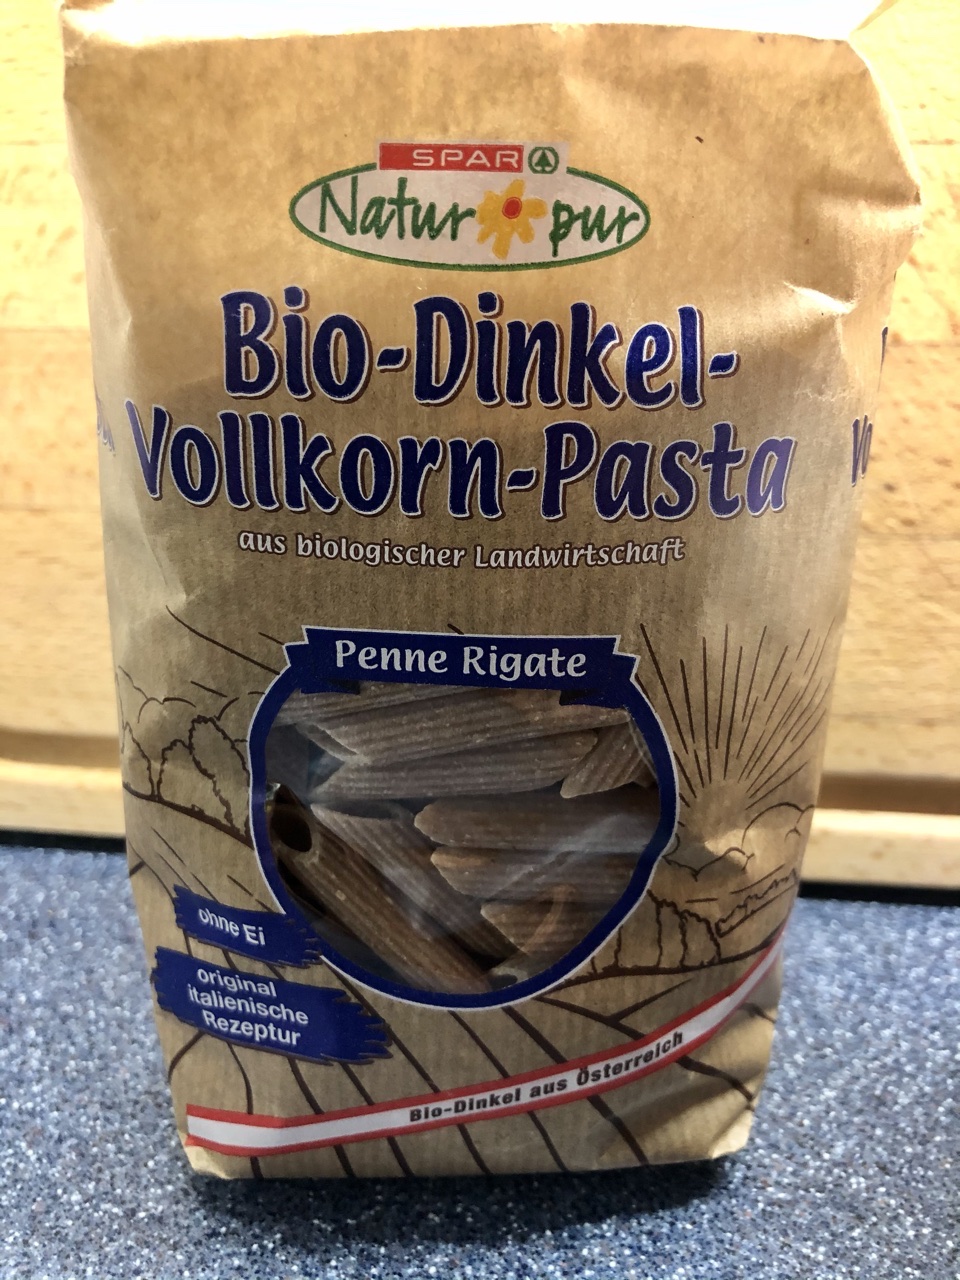 SPAR
Natur pur
Bio-Dinkel-
Vollkorn-Pasta
aus biologischer Landwirtschaft
Penne Rigate
ohne Ei
original
italienische
Rezeptur
Bio-Dinkel aus Österreich